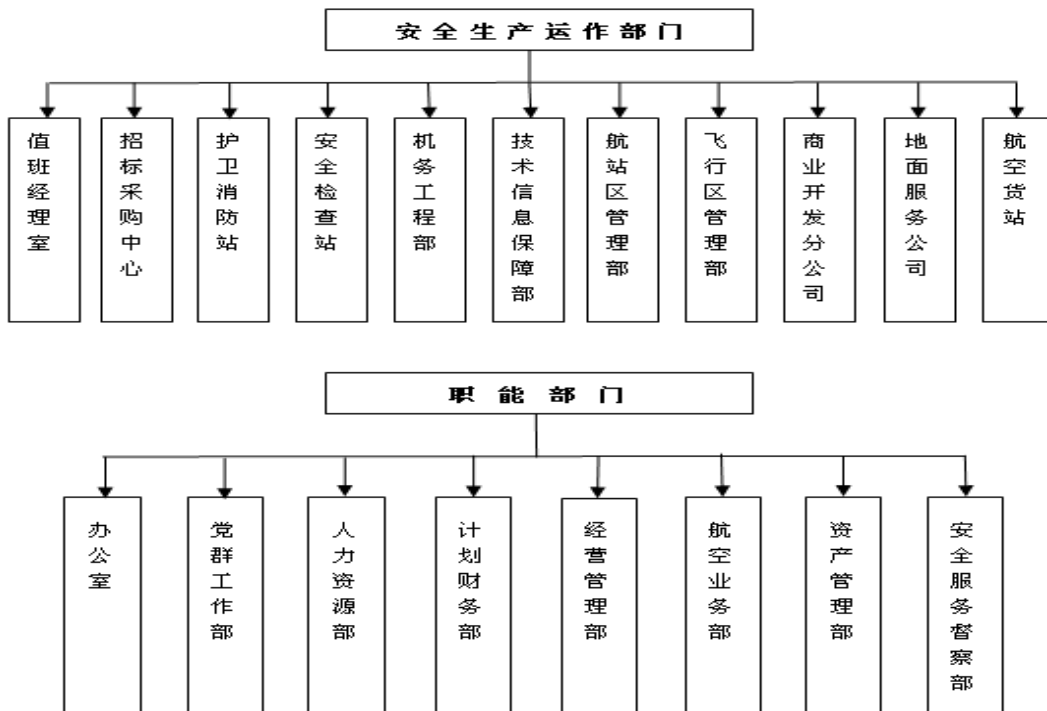 安全生产运作部门
值班经理室
招标采购中心
护卫消防站
安全检查站
机务工程部
技术信息保障部
航站区管理部
飞行区管理部
商业开发分公司
地面服务公司
航空货站
职能部门
办公室
党群工作部
人力资源部
计划财务部
经营管理部
航空业务部
资产管理部
安全服务督察部